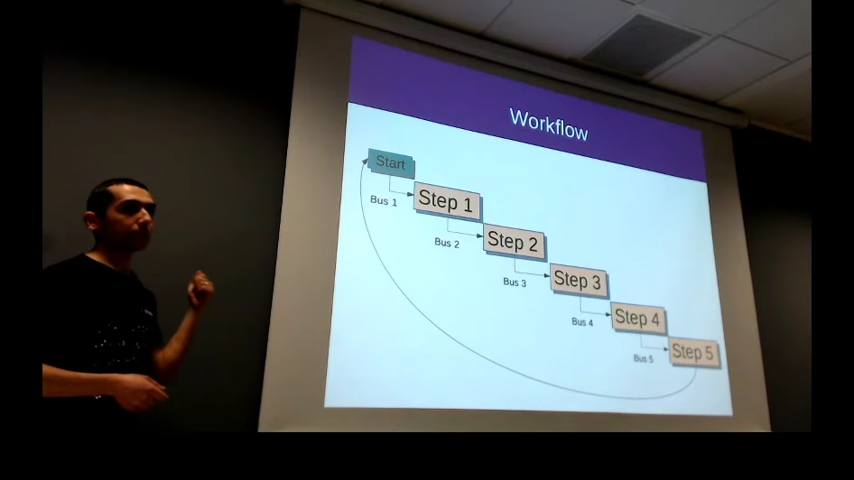 Workflow
Start
Bus 1
Step 1
Bus 2
Step 2
Bus 3
Step 3
Bus 4
Step 4
Bus 5
Step 5